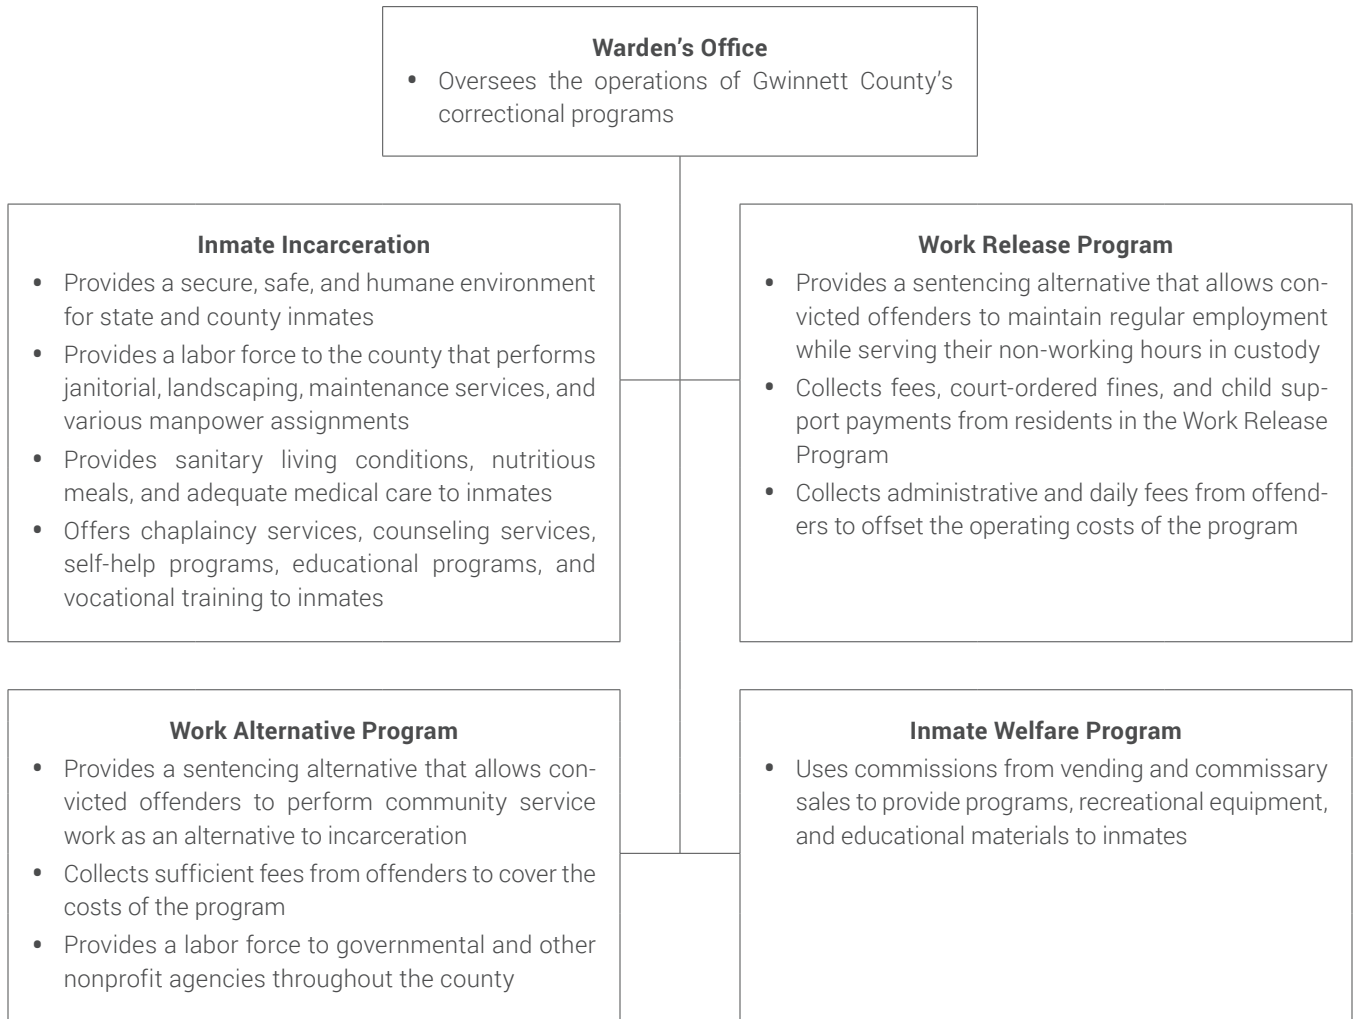 Warden’s Office
• Oversees the operations of Gwinnett County’s
correctional programs
Inmate Incarceration
• Provides a secure, safe, and humane environment
for state and county inmates
• Provides a labor force to the county that performs
janitorial, landscaping, maintenance services, and
various manpower assignments
• Provides sanitary living conditions, nutritious
meals, and adequate medical care to inmates
• Offers chaplaincy services, counseling services,
self-help programs, educational programs, and
vocational training to inmates
Work Release Program
• Provides a sentencing alternative that allows con-
victed offenders to maintain regular employment
while serving their non-working hours in custody
• Collects fees, court-ordered fines, and child sup-
port payments from residents in the Work Release
Program
• Collects administrative and daily fees from offend-
ers to offset the operating costs of the program
Work Alternative Program
• Provides a sentencing alternative that allows con-
victed offenders to perform community service
work as an alternative to incarceration
• Collects sufficient fees from offenders to cover the
costs of the program
• Provides a labor force to governmental and other
nonprofit agencies throughout the county
Inmate Welfare Program
• Uses commissions from vending and commissary
sales to provide programs, recreational equipment,
and educational materials to inmates